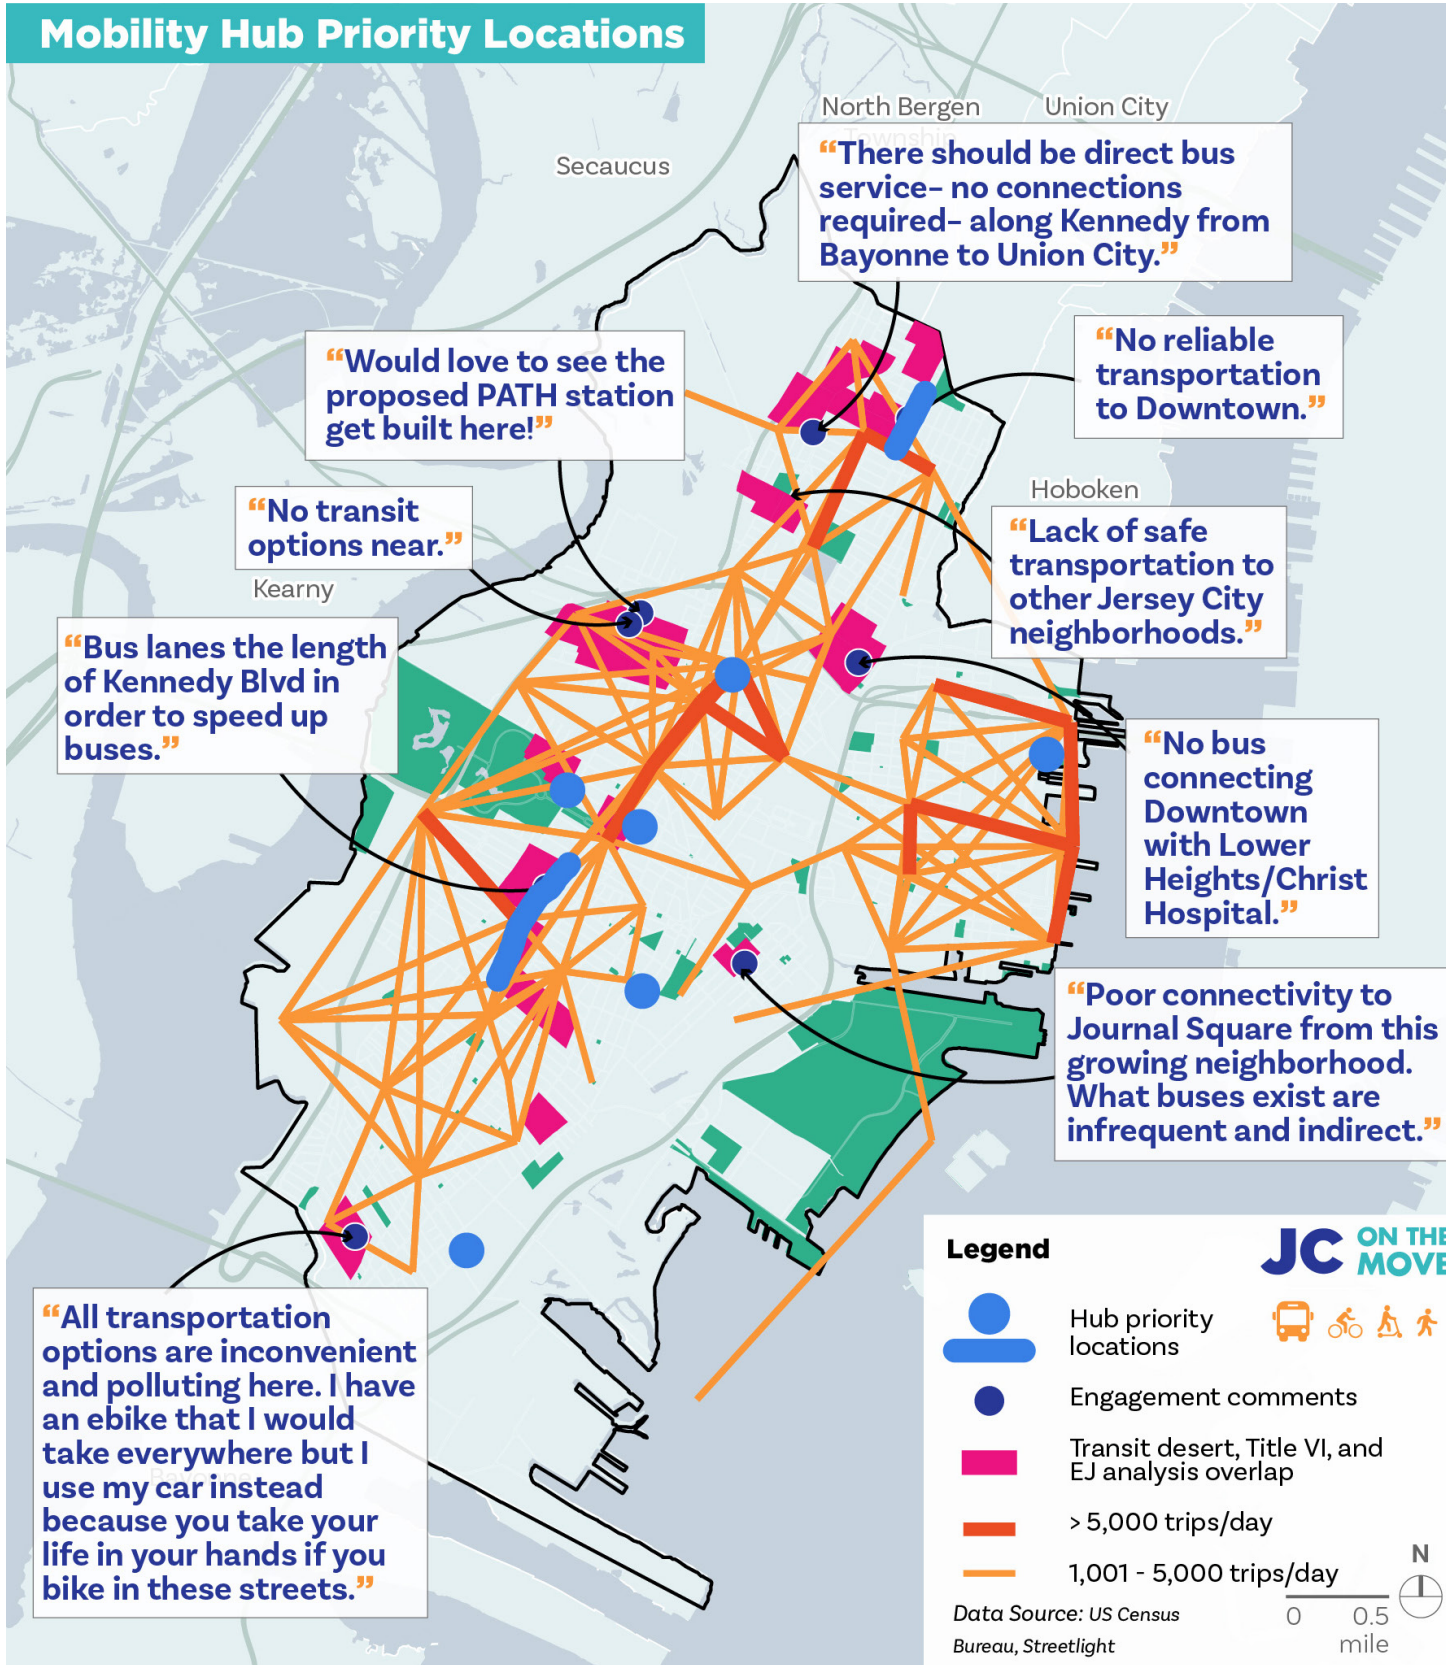 Mobility Hub Priority Locations
North Bergen
Township
Union City
Secaucus
“There should be direct bus
service– no connections
required– along Kennedy from
Bayonne to Union City.”
“No reliable
transportation
to Downtown.”
“Would love to see the
proposed PATH station
get built here!”
Hoboken
“No transit
options near.”
“Lack of safe
transportation to
other Jersey City
neighborhoods.”
Kearny
“Bus lanes the length
of Kennedy Blvd in
order to speed up
buses.”
“No bus
connecting
Downtown
with Lower
Heights/Christ
Hospital.”
“Poor connectivity to
Journal Square from this
growing neighborhood.
What buses exist are
infrequent and indirect.”
“All transportation
options are inconvenient
and polluting here. I have
an ebike that I would
take everywhere but I
use my car instead
because you take your
life in your hands if you
bike in these streets.”
Bayonne
Legend
JC ON THE
MOVE
Hub priority
locations
Engagement comments
Transit desert, Title VI, and
EJ analysis overlap
> 5,000 trips/day
1,001 - 5,000 trips/day
Data Source: US Census
Bureau, Streetlight
N
0 0.5
mile